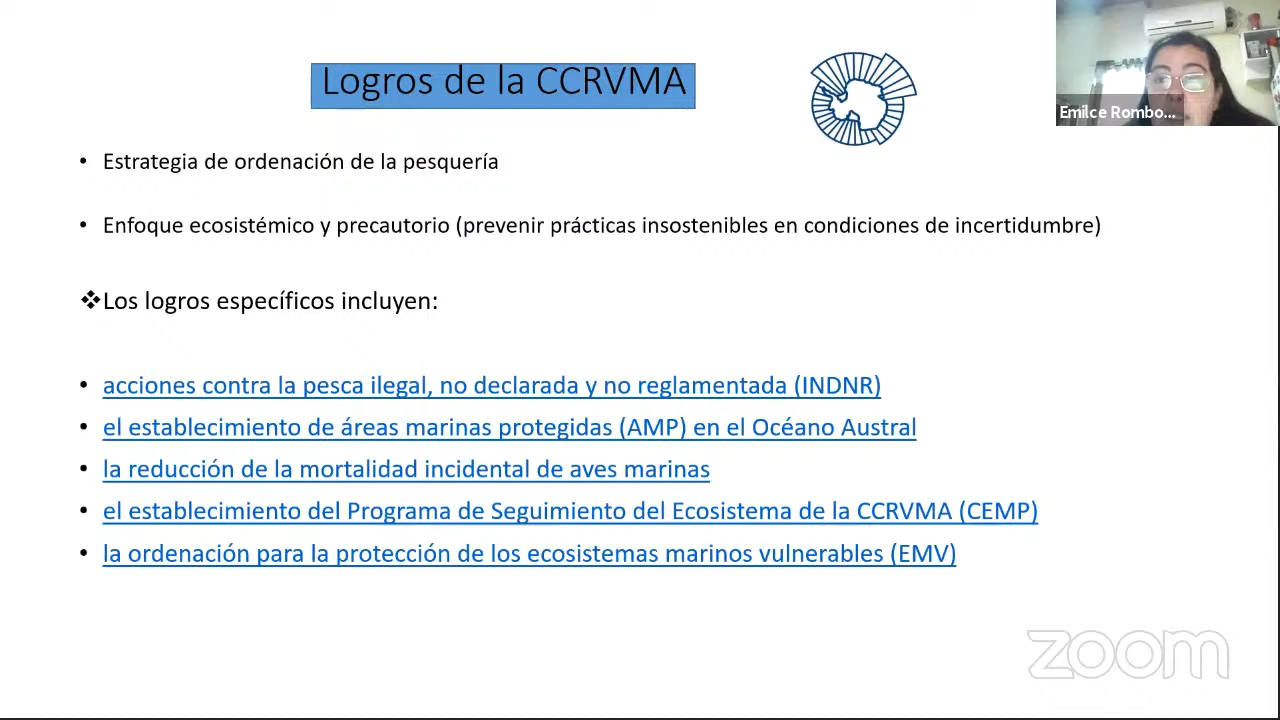 Logros de la CCRVMA
Emilce Rombo...
• Estrategia de ordenación de la pesquería
• Enfoque ecosistémico y precautorio (prevenir prácticas insostenibles en condiciones de incertidumbre)
❖Los logros específicos incluyen:
• acciones contra la pesca ilegal, no declarada y no reglamentada (INDNR)
• el establecimiento de áreas marinas protegidas (AMP) en el Océano Austral
• la reducción de la mortalidad incidental de aves marinas
• el establecimiento del Programa de Seguimiento del Ecosistema de la CCRVMA (CEMP)
• la ordenación para la protección de los ecosistemas marinos vulnerables (EMV)
zoom